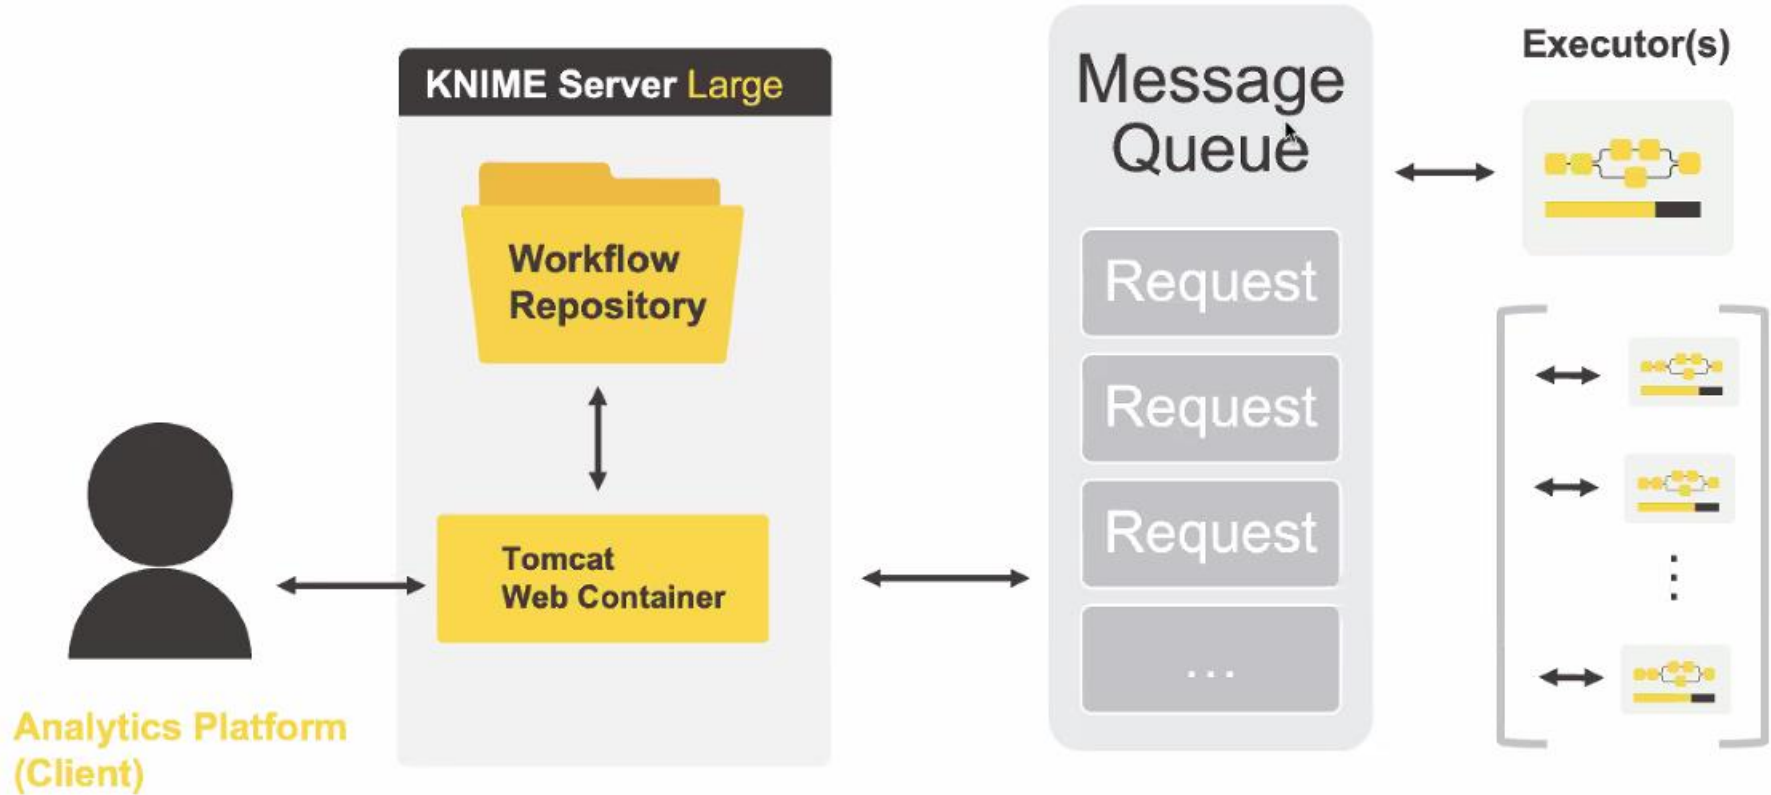 KNIME Server Large
Workflow
Repository
Tomcat
Web Container
Analytics Platform
(Client)
Message
Queue
Request
Request
Request
...
Executor(s)